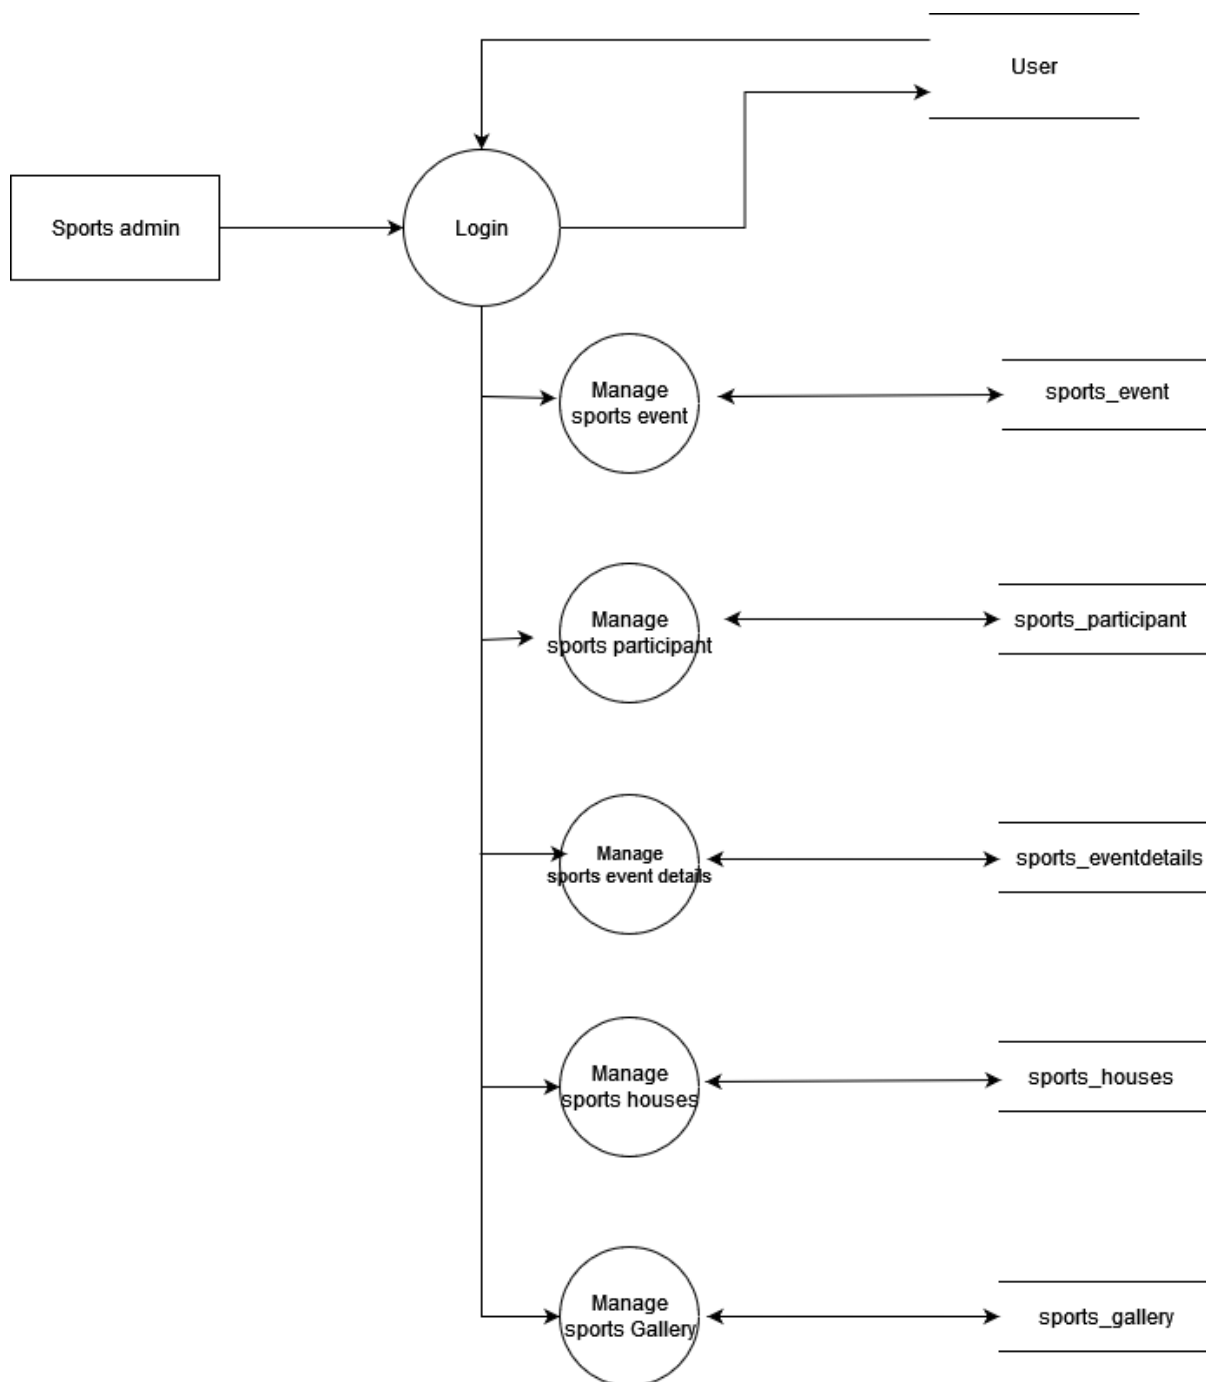 User
Sports admin
Login
Manage
sports event
sports_event
Manage
sports participant
sports_participant
Manage
sports event details
sports_eventdetails
Manage
sports houses
sports_houses
Manage
sports Gallery
sports_gallery